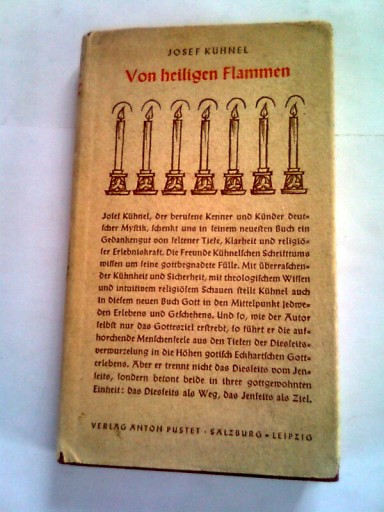 JOSEF KÜHNEL
Von heiligen Flammen
Josef Kühnel, der berufene Kenner und Künder deut-
scher Mystik, schenkt uns in seinem neuesten Buch ein
Gedankengut von seltener Tiefe, Klarheit und religiö-
ser Erlebniskraft. Die Freunde Kühnelschen Schrifttums
wissen um seine gottbegnadete Fülle. Mit überraschen-
der Kühnheit und Sicherheit, mit theologischem Wissen
und intuitivem religiösem Schauen stellt Kühnel auch
in diesem neuen Buch Gott in den Mittelpunkt jedwe-
den Erlebens und Geschehens. Und so, wie der Autor
selbst nur das Gottesziel erstrebt, so führt er die auf-
horchende Menschenseele aus den Tiefen der Diesseits-
verwurzelung in die Höhen gotisch Eckhartschen Gott-
erlebens. Aber er trennt nicht das Diesseits vom Jen-
seits, sondern betont beide in ihrer gottgewohnten
Einheit: das Diesseits als Weg, das Jenseits als Ziel.
VERLAG ANTON PUSTET · SALZBURG - LEIPZIG